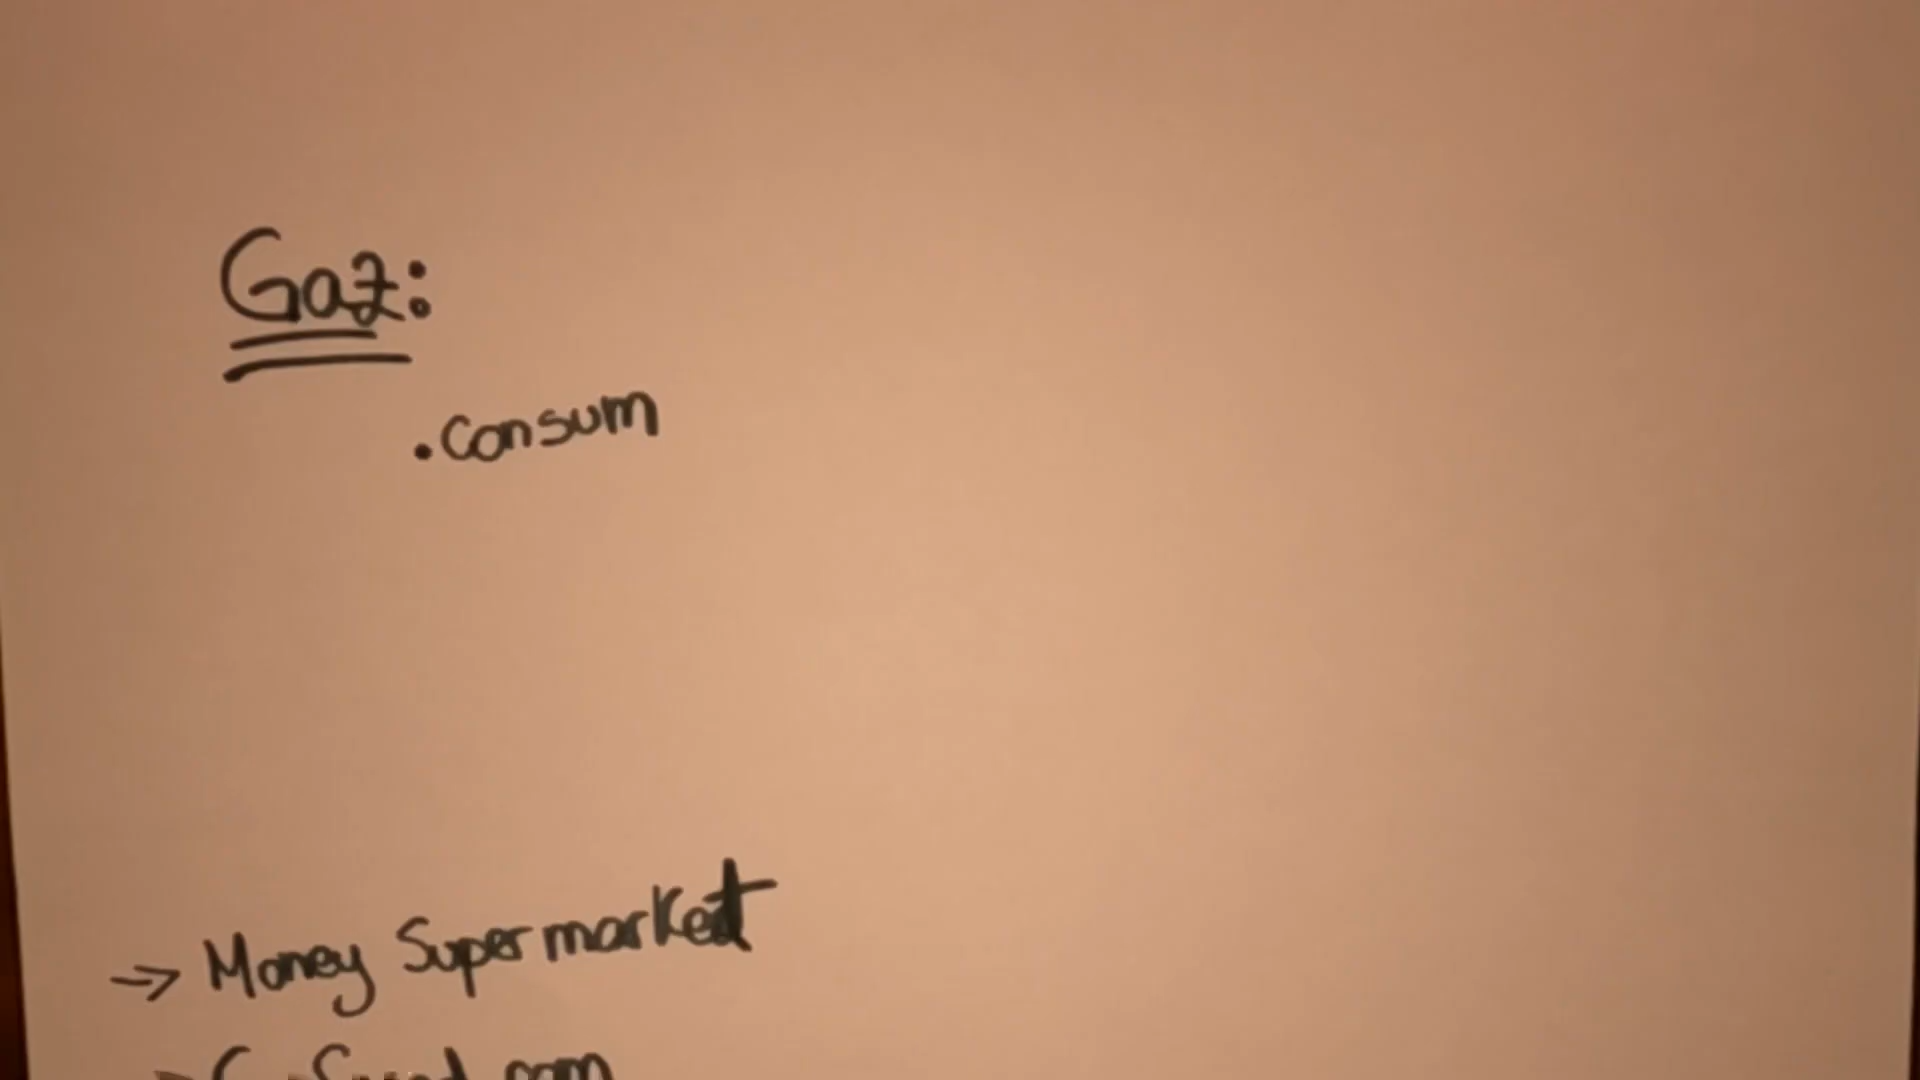 Gaz:
.consum
→ Money Supermarket